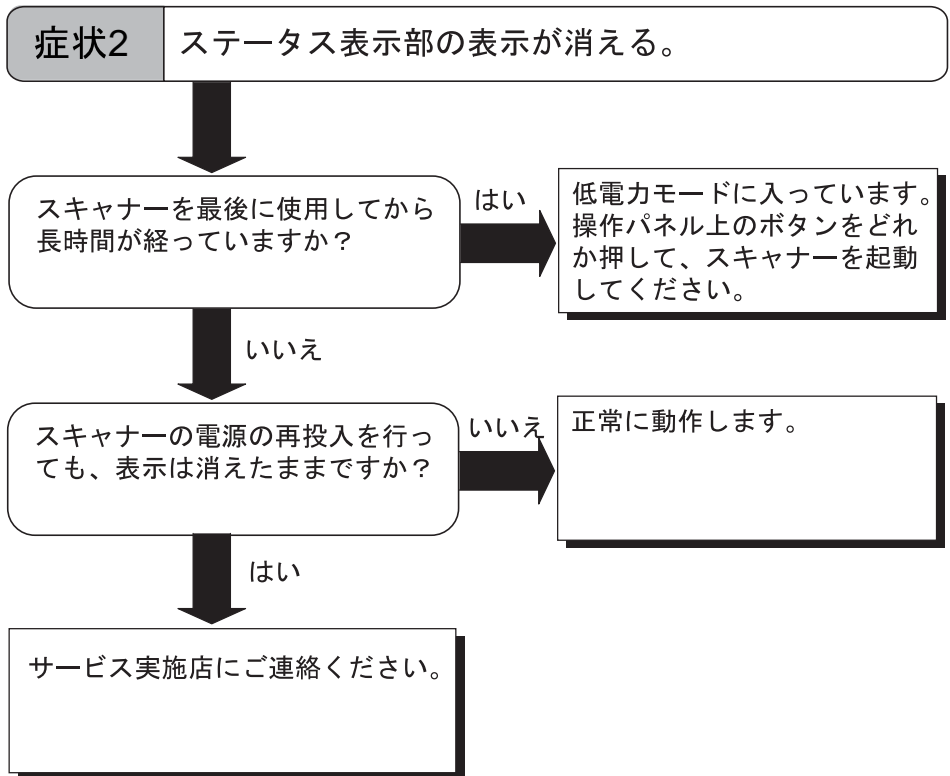 症状2 ステータス表示部の表示が消える。
スキャナーを最後に使用してから
長時間が経っていますか？
はい
低電力モードに入っています。
操作パネル上のボタンをどれ
か押して、スキャナーを起動
してください。
いいえ
スキャナーの電源の再投入を行っ
ても、表示は消えたままですか？
いいえ
正常に動作します。
はい
サービス実施店にご連絡ください。